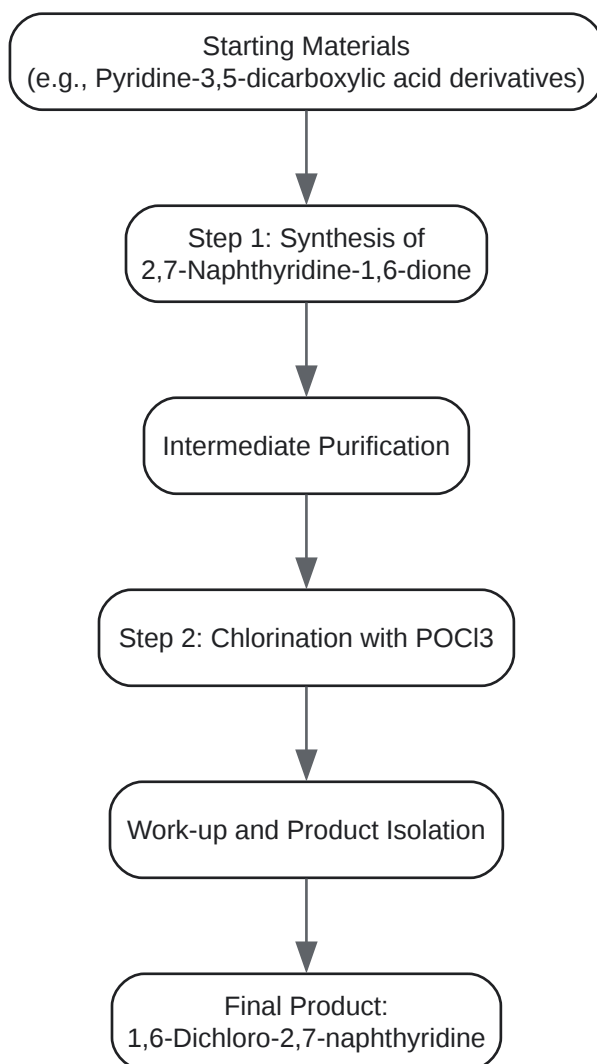 Starting Materials
(e.g., Pyridine-3,5-dicarboxylic acid derivatives)
Step 1: Synthesis of
2,7-Naphthyridine-1,6-dione
Intermediate Purification
Step 2: Chlorination with POCl3
Work-up and Product Isolation
Final Product:
1,6-Dichloro-2,7-naphthyridine